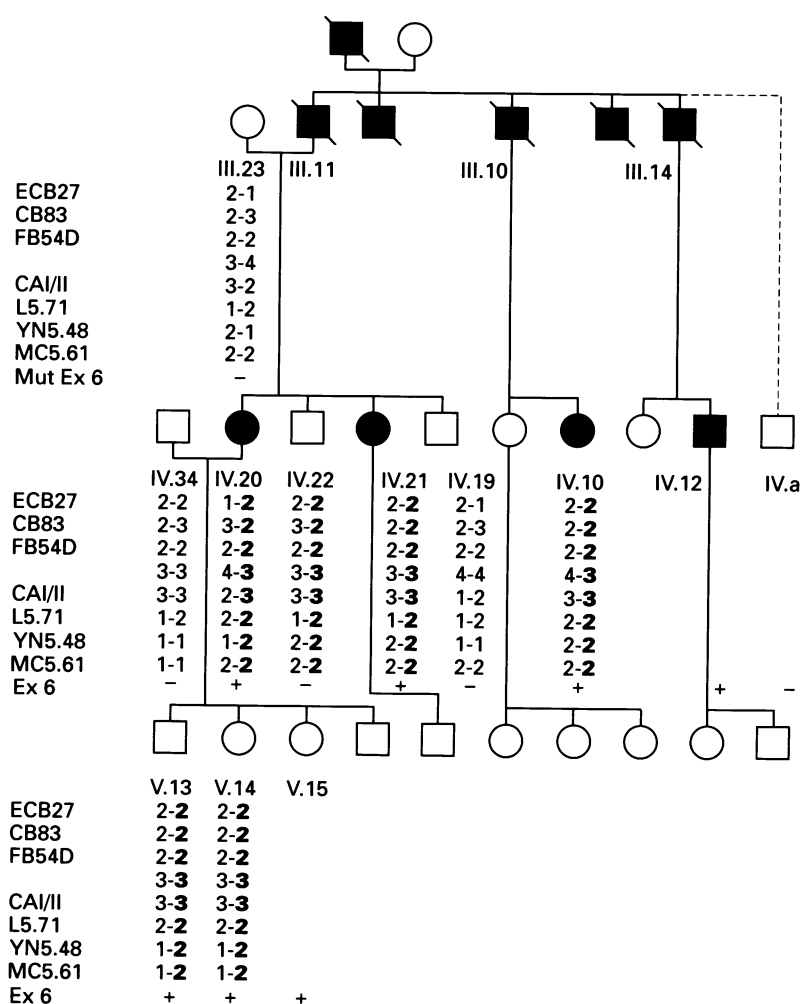 III.23 III.11 III.10 III.14
ECB27 2-1
CB83 2-3
FB54D 2-2
3-4
CAI/II 3-2
L5.71 1-2
YN5.48 2-1
MC5.61 2-2
Mut Ex 6 –
IV.34 IV.20 IV.22 IV.21 IV.19 IV.10 IV.12 IV.a
ECB27 2-2 1-2 2-2 2-2 2-1 2-2
CB83 2-3 3-2 3-2 2-2 2-3 2-2
FB54D 2-2 2-2 2-2 2-2 2-2 2-2
3-3 4-3 3-3 3-3 4-4 4-3
CAI/II 3-3 2-3 3-3 3-3 1-2 3-3
L5.71 1-2 2-2 1-2 1-2 1-2 2-2
YN5.48 1-1 1-2 2-2 2-2 1-1 2-2
MC5.61 1-1 2-2 2-2 2-2 2-2 2-2
Ex 6 – + – + – + + –
V.13 V.14 V.15
ECB27 2-2 2-2
CB83 2-2 2-2
FB54D 2-2 2-2
3-3 3-3
CAI/II 3-3 3-3
L5.71 2-2 2-2
YN5.48 1-2 1-2
MC5.61 1-2 1-2
Ex 6 + + +